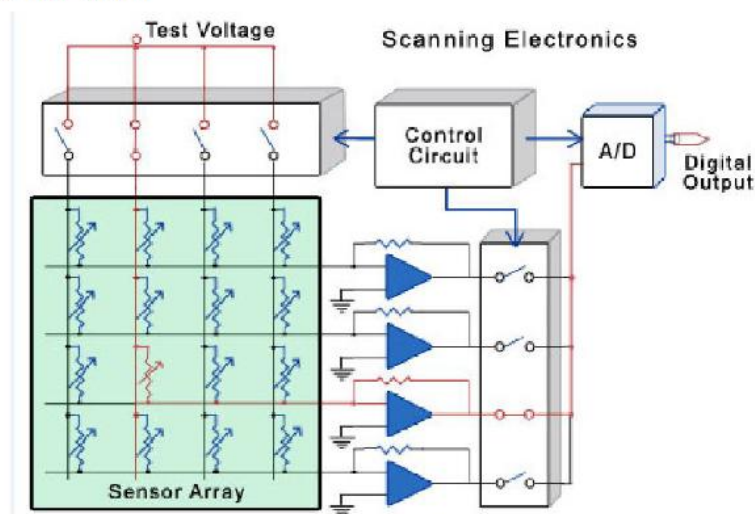 Test Voltage
Scanning Electronics
Control
Circuit
A/D
Digital
Output
Sensor Array